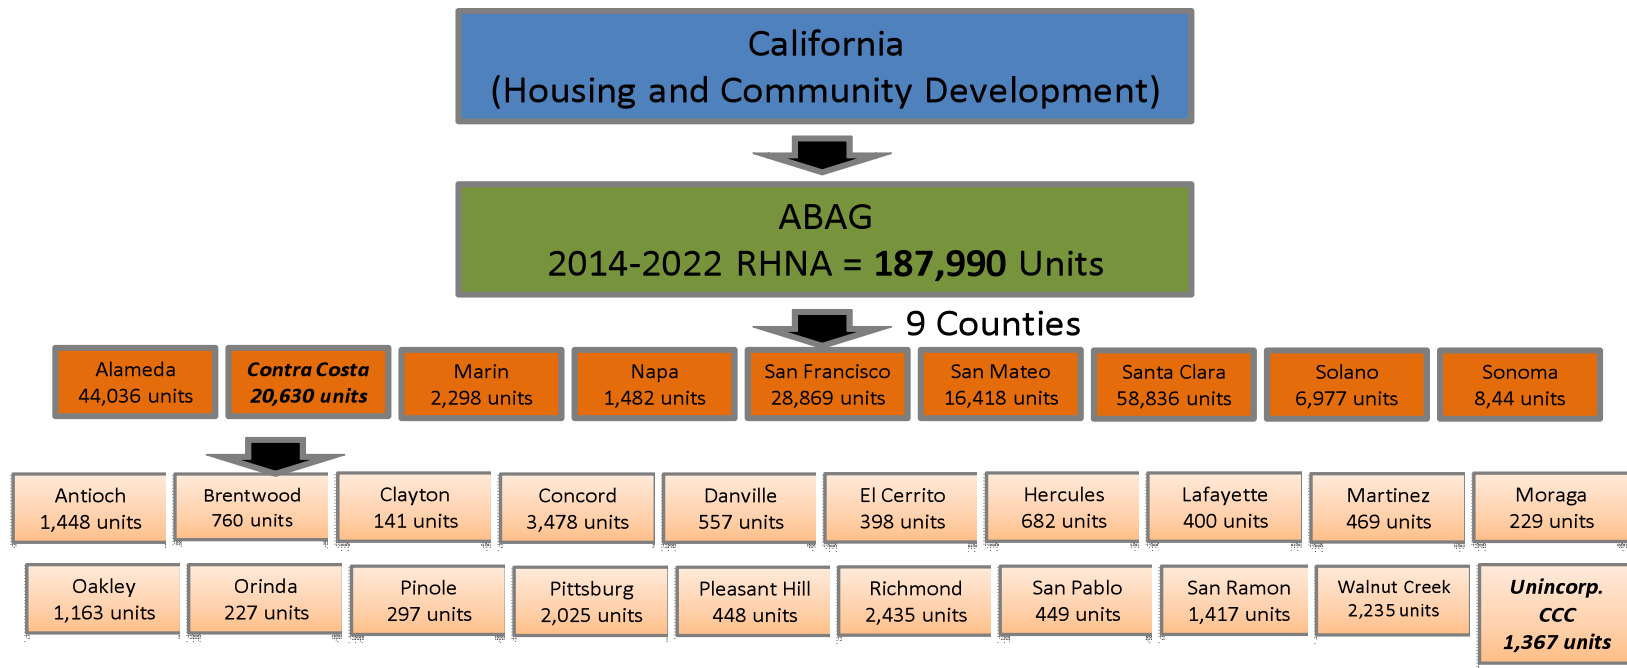 California
(Housing and Community Development)
ABAG
2014-2022 RHNA = 187,990 Units
9 Counties
Alameda
44,036 units
Contra Costa
20,630 units
Marin
2,298 units
Napa
1,482 units
San Francisco
28,869 units
San Mateo
16,418 units
Santa Clara
58,836 units
Solano
6,977 units
Sonoma
8,44 units
Antioch
1,448 units
Brentwood
760 units
Clayton
141 units
Concord
3,478 units
Danville
557 units
El Cerrito
398 units
Hercules
682 units
Lafayette
400 units
Martinez
469 units
Moraga
229 units
Oakley
1,163 units
Orinda
227 units
Pinole
297 units
Pittsburg
2,025 units
Pleasant Hill
448 units
Richmond
2,435 units
San Pablo
449 units
San Ramon
1,417 units
Walnut Creek
2,235 units
Unincorp.
CCC
1,367 units